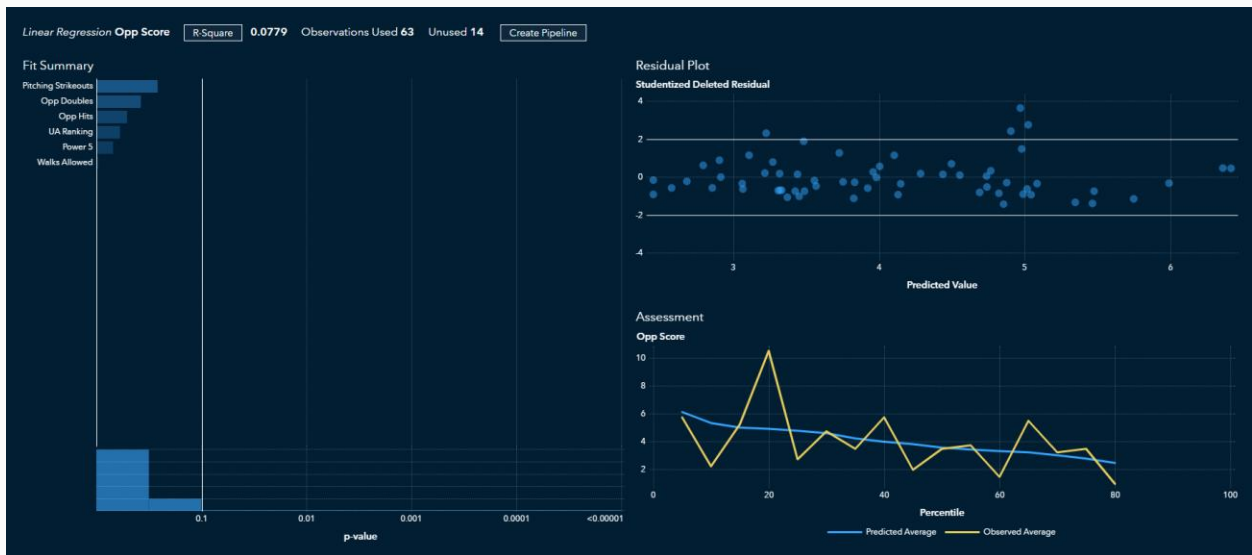 Linear Regression Opp Score R-Square 0.0779 Observations Used 63 Unused 14 Create Pipeline
Fit Summary
Pitching Strikeouts
Opp Doubles
Opp Hits
UA Ranking
Power 5
Walks Allowed
0.1 0.01 0.001 0.0001 <0.00001
p-value
Residual Plot
Studentized Deleted Residual
4
2
0
-2
-4
3 4 5 6
Predicted Value
Assessment
Opp Score
10
8
6
4
2
0 20 40 60 80 100
Percentile
Predicted Average Observed Average